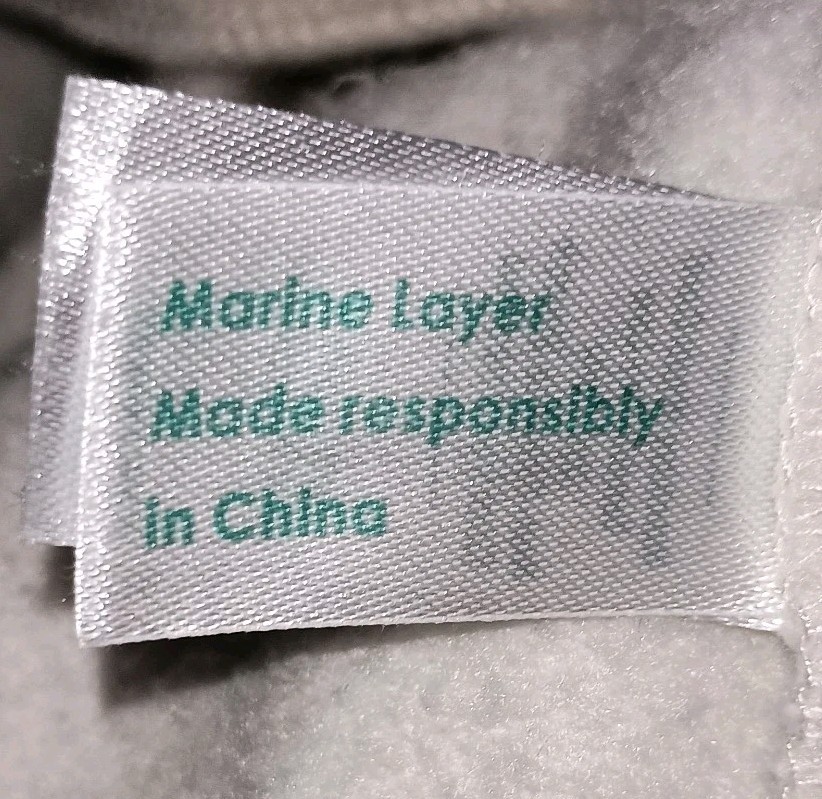 Marine Layer
Made responsibly
in China